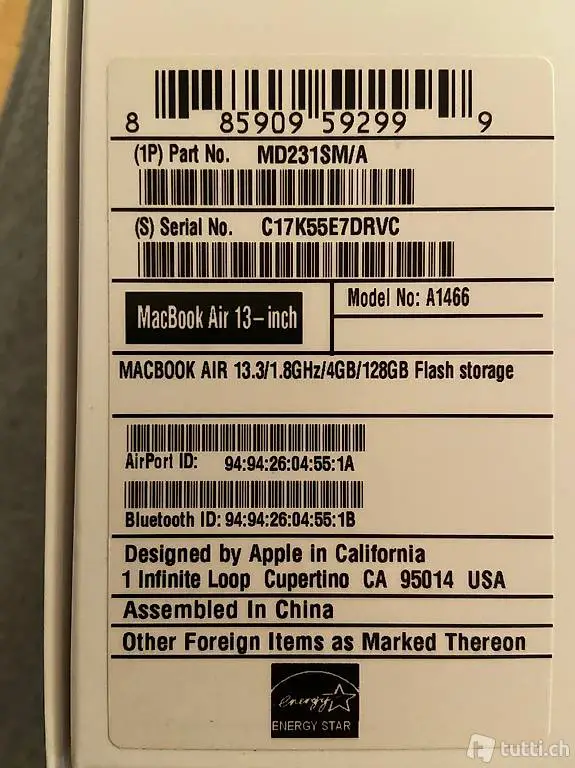 8 85909 59299 9
(1P) Part No. MD231SM/A
(S) Serial No. C17K55E7DRVC
MacBook Air 13-inch
Model No: A1466
MACBOOK AIR 13.3/1.8GHz/4GB/128GB Flash storage
AirPort ID: 94:94:26:04:55:1A
Bluetooth ID: 94:94:26:04:55:1B
Designed by Apple in California
1 Infinite Loop Cupertino CA 95014 USA
Assembled In China
Other Foreign Items as Marked Thereon
energy
ENERGY STAR
tutti.ch